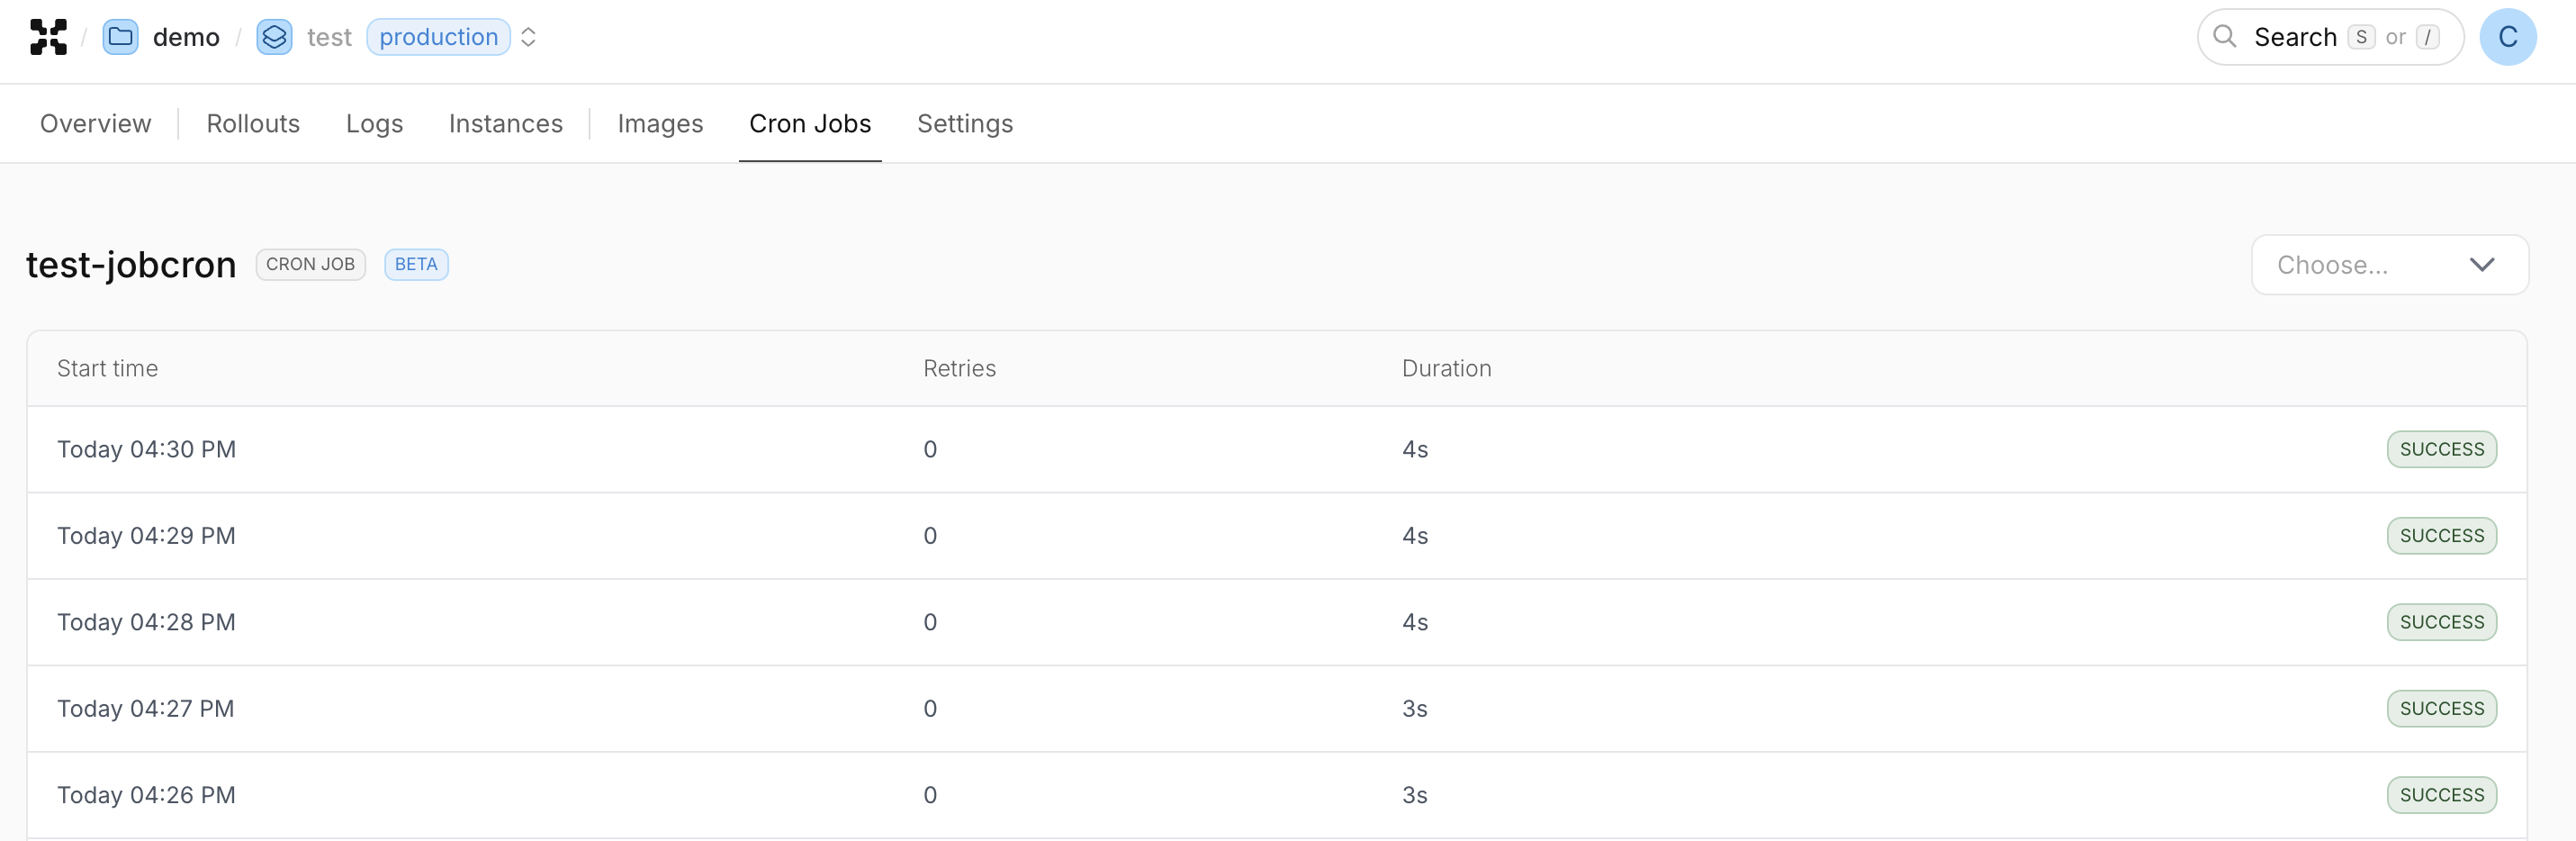 / demo / test production Search S or / C
Overview Rollouts Logs Instances Images Cron Jobs Settings
test-jobcron CRON JOB BETA Choose...
Start time Retries Duration
Today 04:30 PM 0 4s SUCCESS
Today 04:29 PM 0 4s SUCCESS
Today 04:28 PM 0 4s SUCCESS
Today 04:27 PM 0 3s SUCCESS
Today 04:26 PM 0 3s SUCCESS